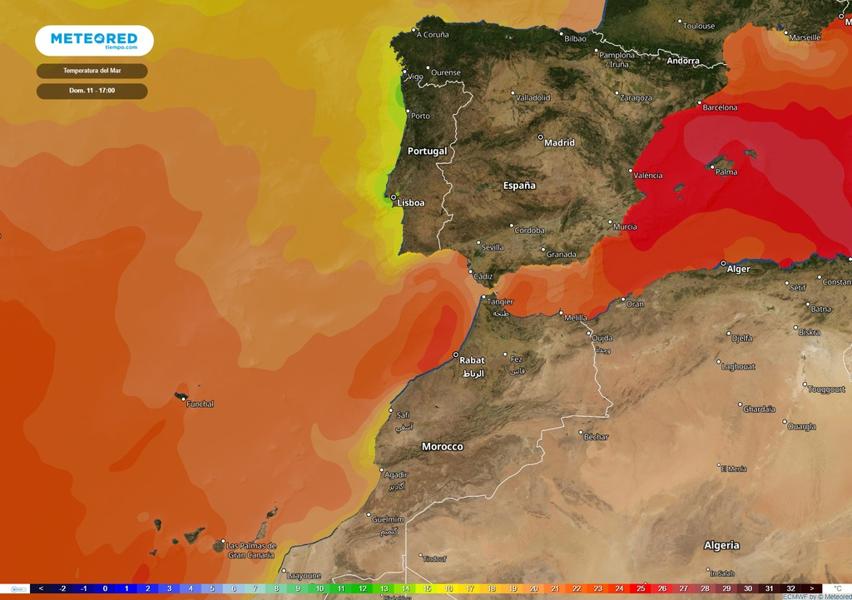 METEORED
tiempo.com
Temperatura del Mar
Dom. 11 - 17:00
A Coruña
Bilbao
Toulouse
Marseille
M
Vigo
Ourense
Pamplona
/ Iruña
Andorra
Valladolid
Zaragoza
Barcelona
Porto
Portugal
Madrid
València
Palma
España
Lisboa
Córdoba
Murcia
Sevilla
Granada
Cádiz
Alger
Sétif
Constan
Tangier
طنجة
Melilla
Oran
Batna
Biskra
Oujda
وجدة
Djelfa
Rabat
الرباط
Fez
فاس
Laghouat
Touggourt
Funchal
Safi
آسفي
Ghardaïa
Ouargla
Morocco
Béchar
Agadir
أكادير
El Menia
Guelmim
كلميم
Las Palmas de
Gran Canaria
Tindouf
Algeria
Laayoune
In Salah
< -2 -1 0 1 2 3 4 5 6 7 8 9 10 11 12 13 14 15 16 17 18 19 20 21 22 23 24 25 26 27 28 29 30 31 32 > °C
ECMWF by © Meteored